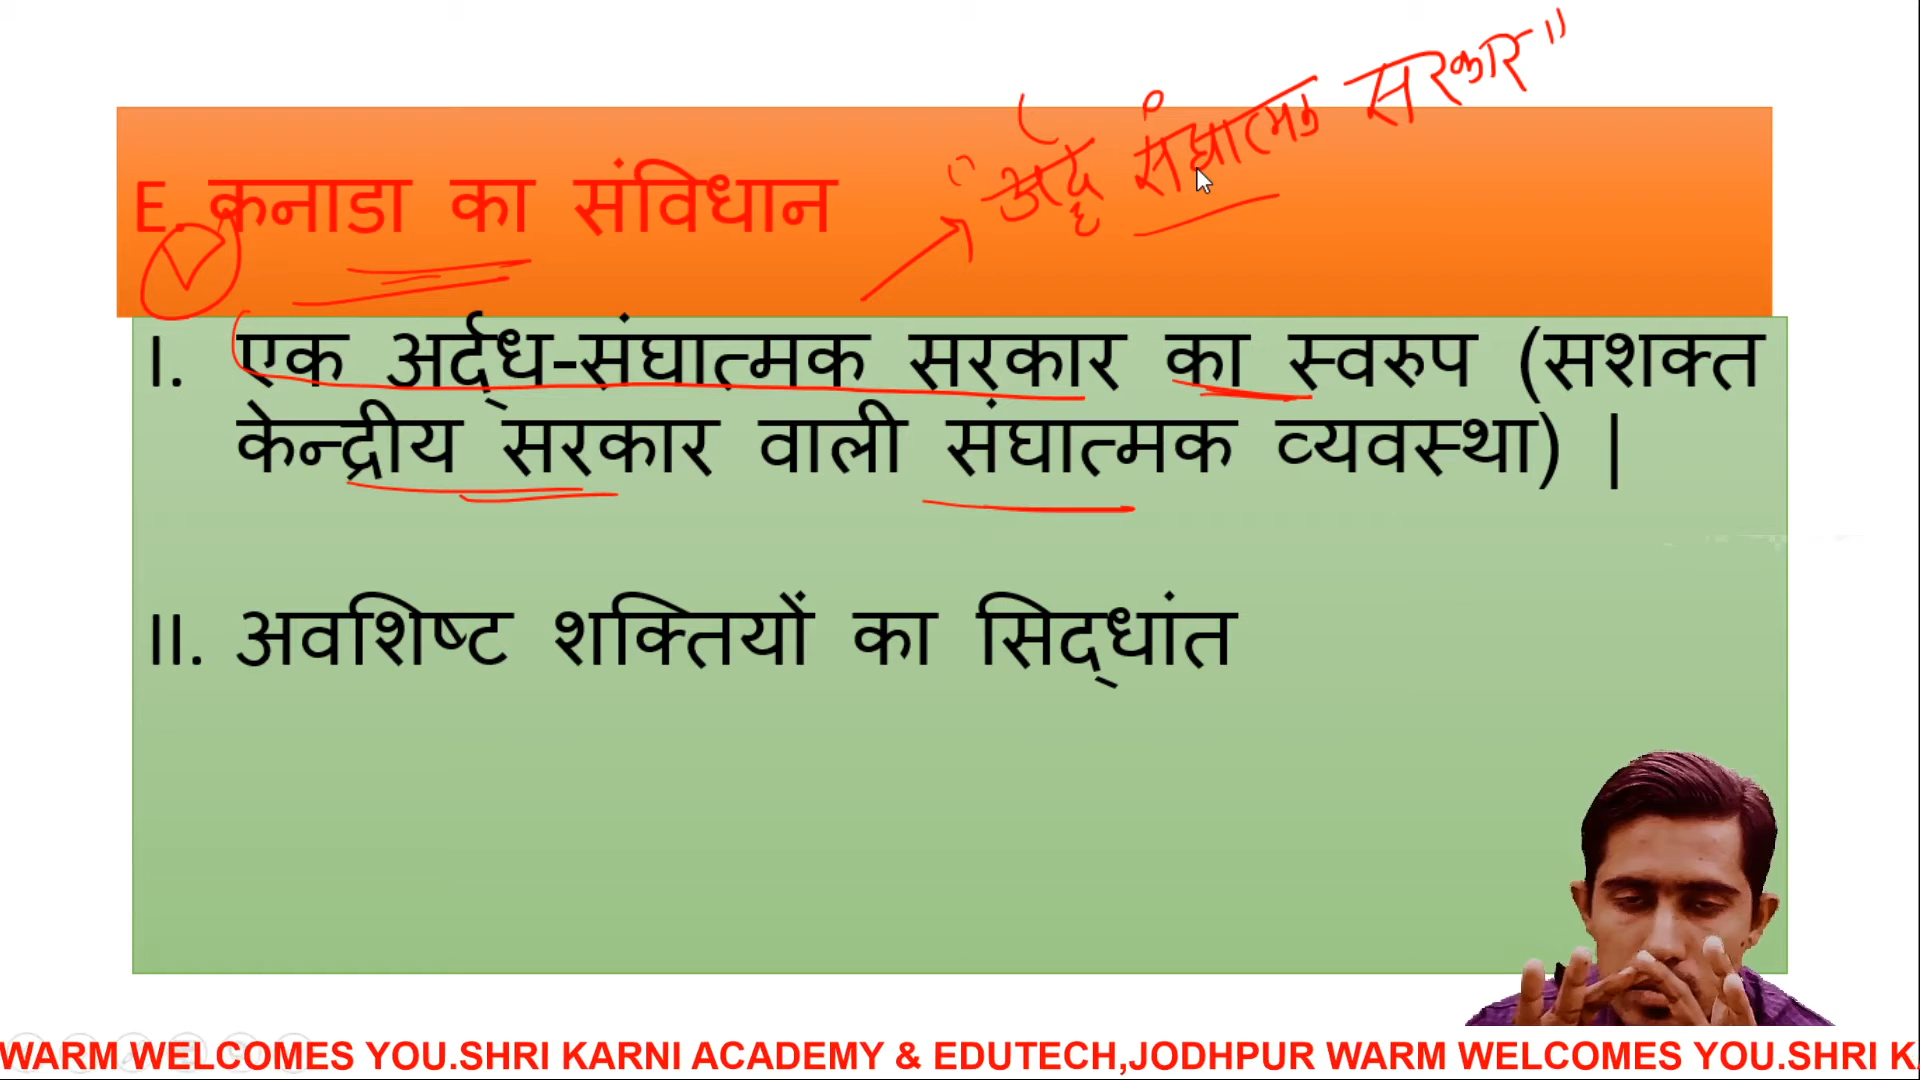 "अर्द्ध संघात्मक सरकार"
E. कनाडा का संविधान
I. एक अर्द्ध-संघात्मक सरकार का स्वरुप (सशक्त
केन्द्रीय सरकार वाली संघात्मक व्यवस्था) |
II. अवशिष्ट शक्तियों का सिद्धांत
WARM WELCOMES YOU.SHRI KARNI ACADEMY & EDUTECH,JODHPUR WARM WELCOMES YOU.SHRI K